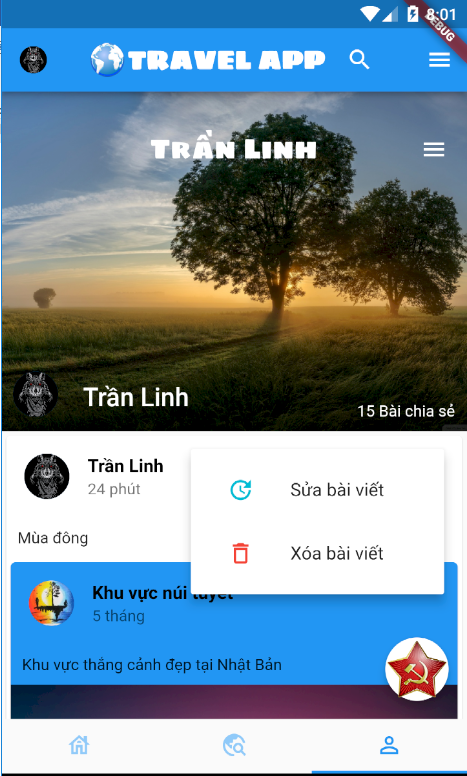 8:01
DEBUG
TRAVEL APP
Trần Linh
Trần Linh
15 Bài chia sẻ
Trần Linh
24 phút
Sửa bài viết
Mùa đông
Xóa bài viết
Khu vực núi tuyết
5 tháng
Khu vực thắng cảnh đẹp tại Nhật Bản